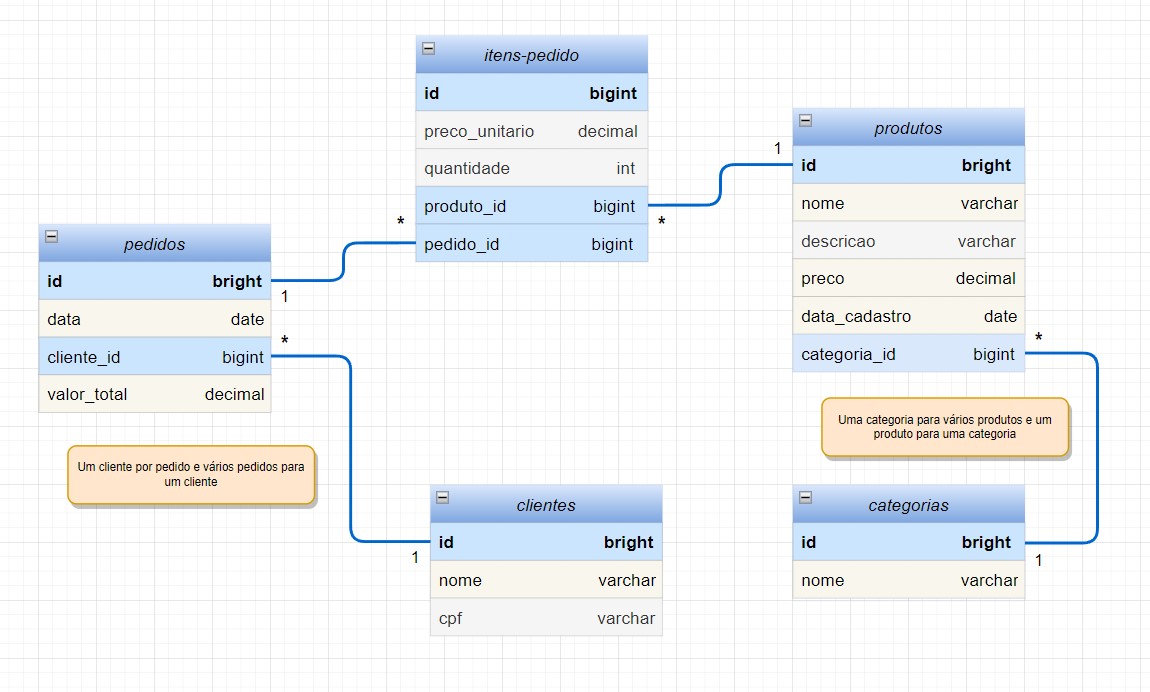 itens-pedido
id bigint
preco_unitario decimal
quantidade int
produto_id bigint
*
pedido_id bigint
*
produtos
1
id bright
nome varchar
descricao varchar
preco decimal
data_cadastro date
categoria_id bigint
*
pedidos
id bright
1
data date
cliente_id bigint
*
valor_total decimal
Um cliente por pedido e vários pedidos para
um cliente
Uma categoria para vários produtos e um
produto para uma categoria
clientes
id bright
1
nome varchar
cpf varchar
categorias
id bright
1
nome varchar